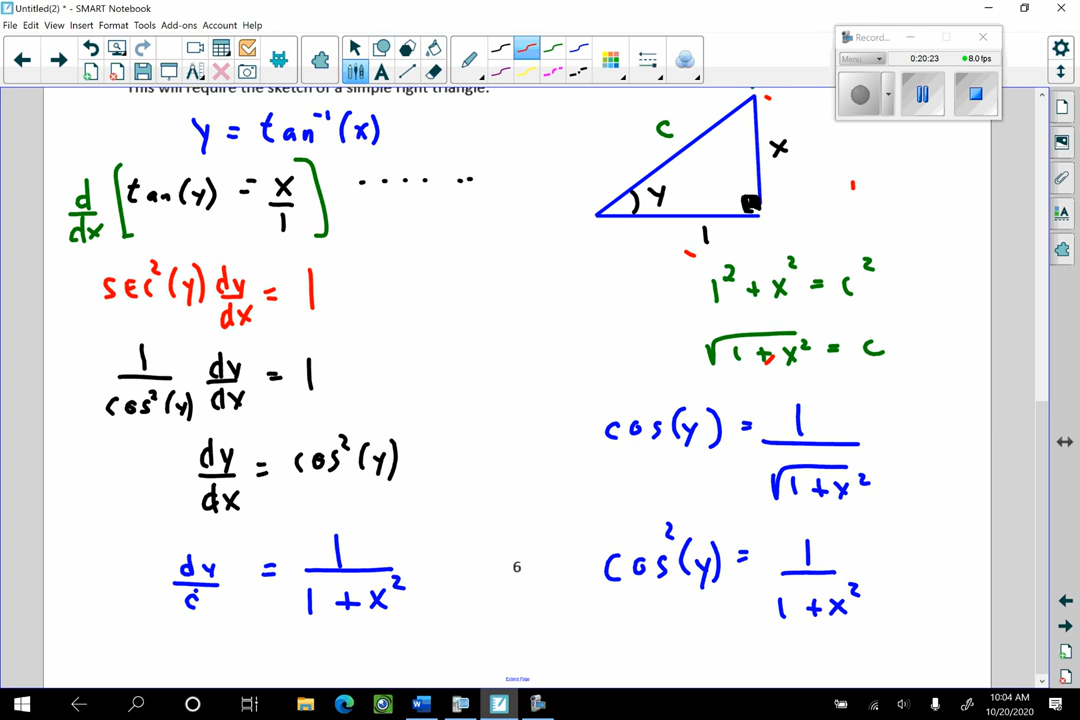 Untitled(2) * - SMART Notebook
File Edit View Insert Format Tools Add-ons Account Help
Record...
Menu
0:20:23
8.0 fps
This will require the sketch of a simple right triangle.
y = tan⁻¹(x)
d/dx [tan(y) = x/1] . . . . . .
sec²(y) dy/dx = 1
1/cos²(y) dy/dx = 1
dy/dx = cos²(y)
dy/d = 1/(1 + x²)
c
x
y
1
1² + x² = c²
√(1 + x²) = c
cos(y) = 1/√(1 + x²)
cos²(y) = 1/(1 + x²)
6
Extend Page
10:04 AM
10/20/2020